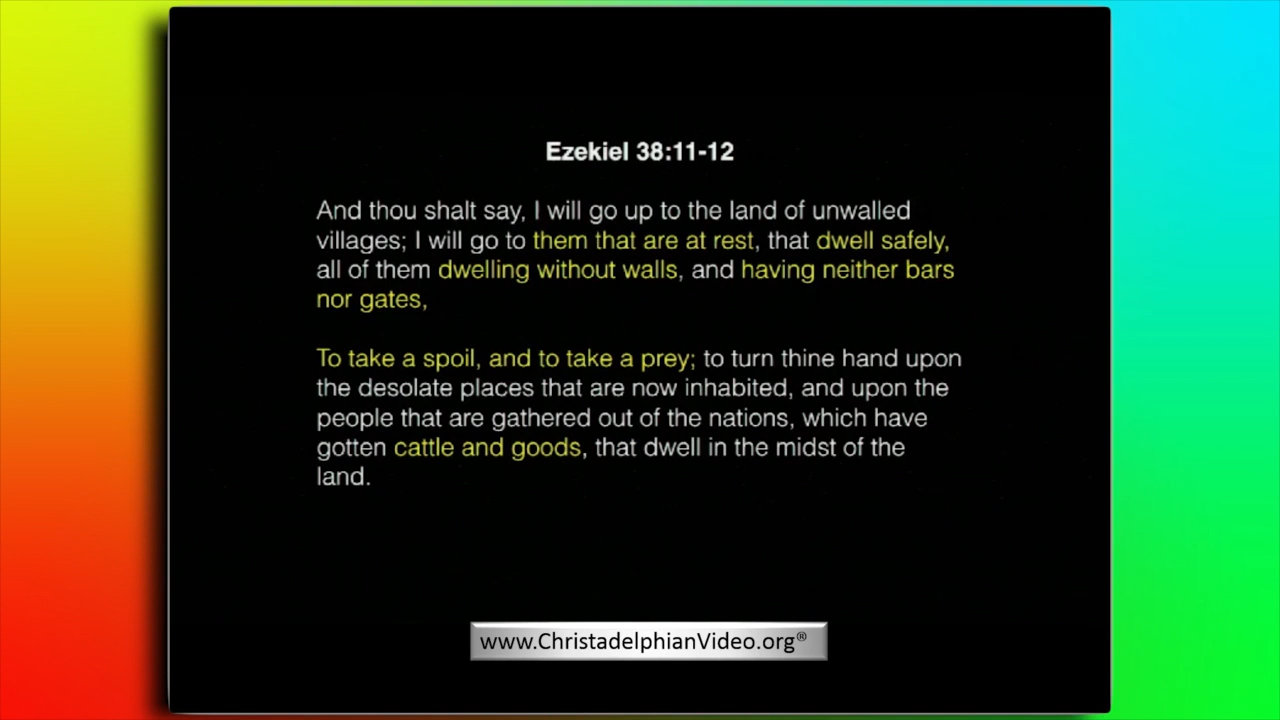 Ezekiel 38:11-12
And thou shalt say, I will go up to the land of unwalled
villages; I will go to them that are at rest, that dwell safely,
all of them dwelling without walls, and having neither bars
nor gates,
To take a spoil, and to take a prey; to turn thine hand upon
the desolate places that are now inhabited, and upon the
people that are gathered out of the nations, which have
gotten cattle and goods, that dwell in the midst of the
land.
www.ChristadelphianVideo.org®